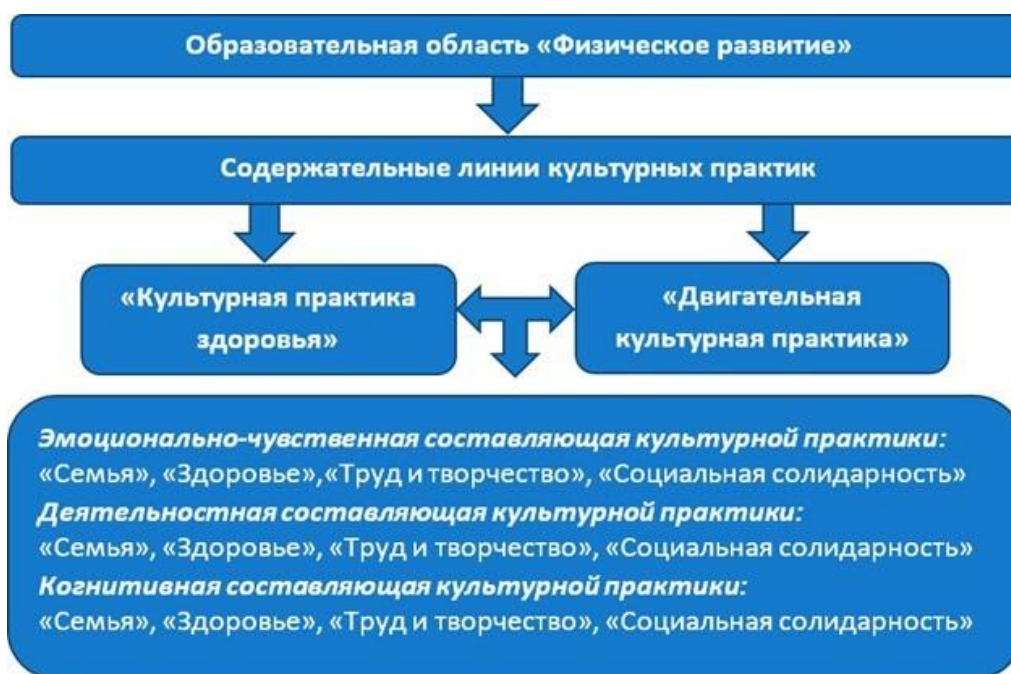 Образовательная область «Физическое развитие»
Содержательные линии культурных практик
«Культурная практика
здоровья»
«Двигательная
культурная практика»
Эмоционально-чувственная составляющая культурной практики:
«Семья», «Здоровье»,«Труд и творчество», «Социальная солидарность»
Деятельностная составляющая культурной практики:
«Семья», «Здоровье», «Труд и творчество», «Социальная солидарность»
Когнитивная составляющая культурной практики:
«Семья», «Здоровье», «Труд и творчество», «Социальная солидарность»